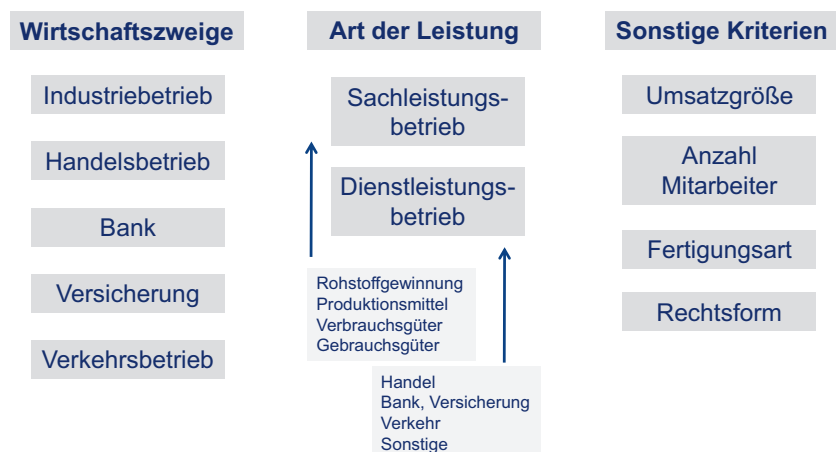 Wirtschaftszweige
Industriebetrieb
Handelsbetrieb
Bank
Versicherung
Verkehrsbetrieb
Art der Leistung
Sachleistungs-
betrieb
Dienstleistungs-
betrieb
Rohstoffgewinnung
Produktionsmittel
Verbrauchsgüter
Gebrauchsgüter
Handel
Bank, Versicherung
Verkehr
Sonstige
Sonstige Kriterien
Umsatzgröße
Anzahl
Mitarbeiter
Fertigungsart
Rechtsform